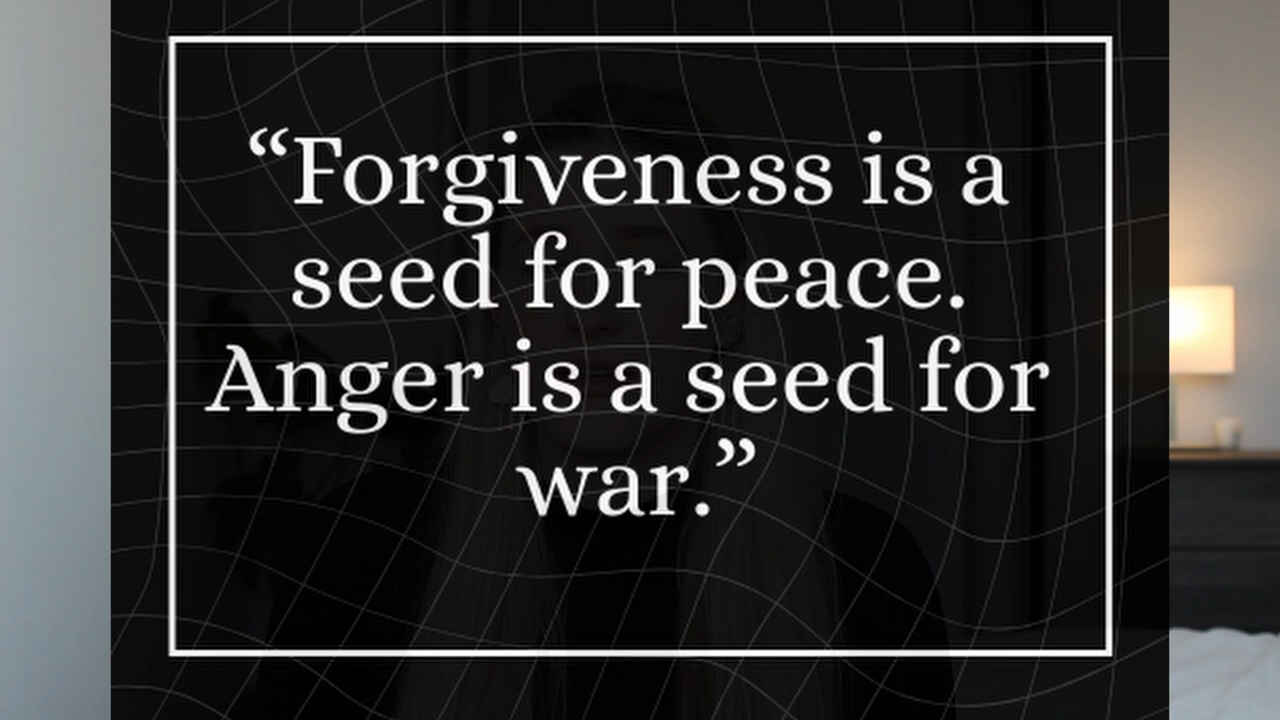 “Forgiveness is a
seed for peace.
Anger is a seed for
war.”